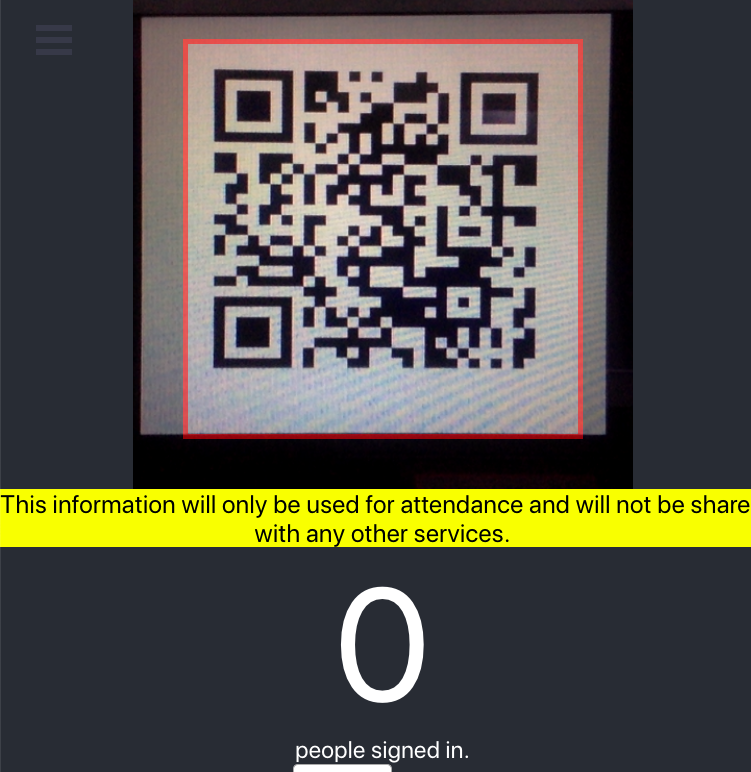 This information will only be used for attendance and will not be share
with any other services.
0
people signed in.